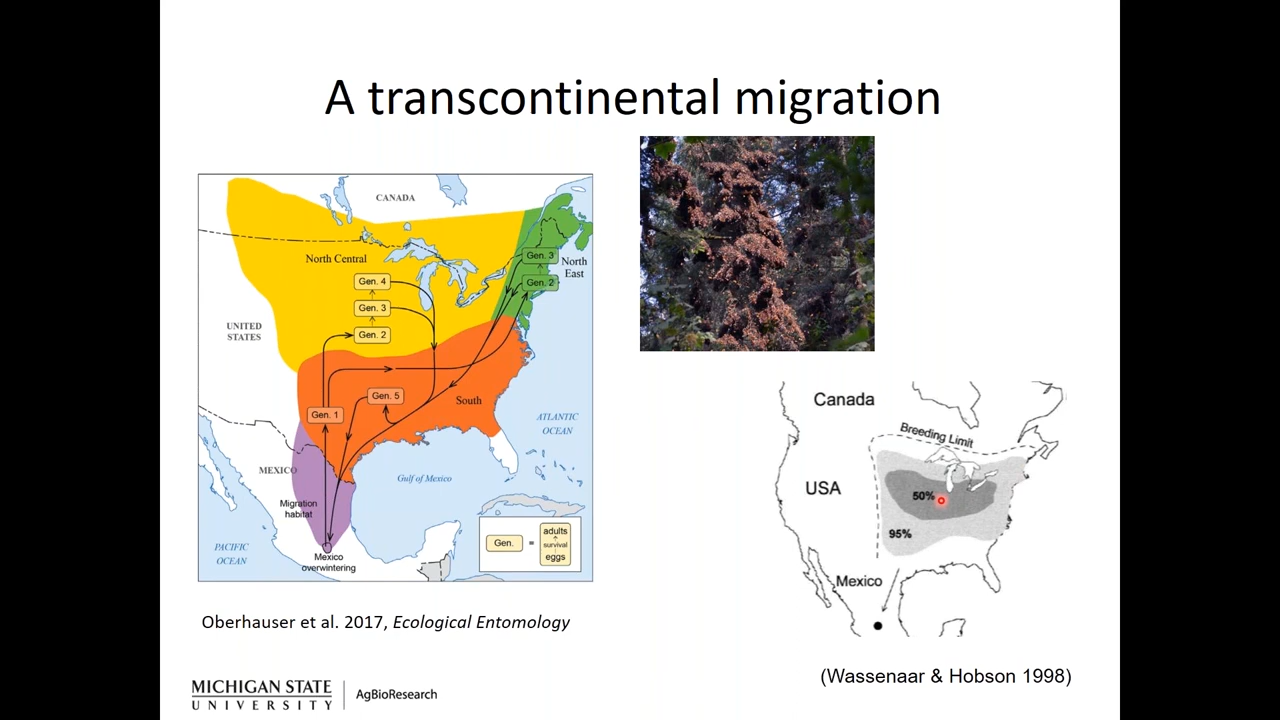 A transcontinental migration
CANADA
North Central
Gen. 4
Gen. 3
Gen. 2
Gen. 3
Gen. 2
North
East
UNITED
STATES
Gen. 1
Gen. 5
South
ATLANTIC
OCEAN
MEXICO
Gulf of Mexico
Migration
habitat
PACIFIC
OCEAN
Mexico
overwintering
Gen.
=
adults
survival
eggs
Oberhauser et al. 2017, Ecological Entomology
Canada
Breeding Limit
USA
50%
95%
Mexico
(Wassenaar & Hobson 1998)
MICHIGAN STATE
UNIVERSITY
AgBioResearch